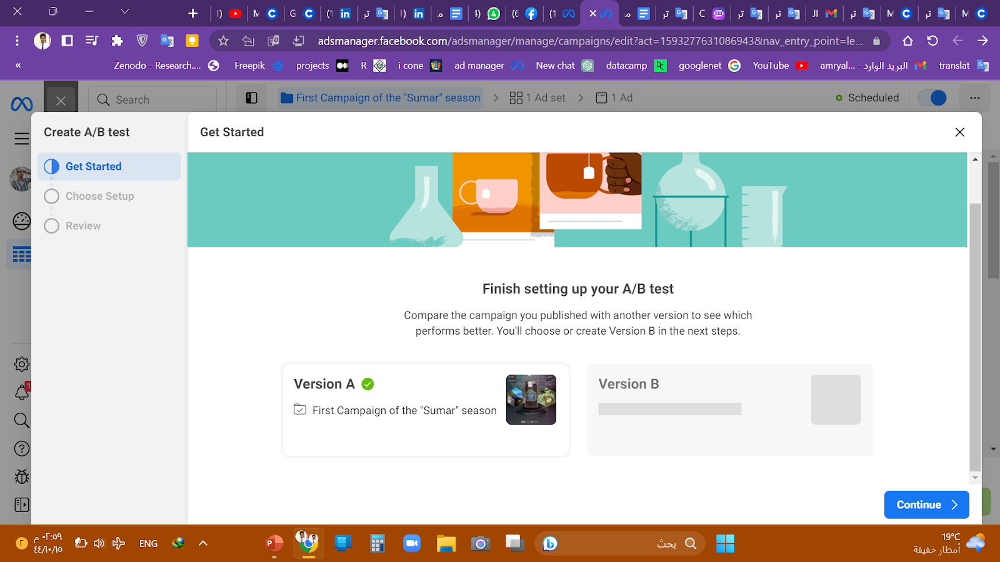 adsmanager.facebook.com/adsmanager/manage/campaigns/edit?act=1593277631086943&nav_entry_point=le...
«
Zenodo - Research....
Freepik
projects
R
i cone
ad manager
New chat
datacamp
googlenet
YouTube
البريد الوارد - ...amryal
translat
Search
First Campaign of the "Sumar" season
1 Ad set
1 Ad
Scheduled
Create A/B test
Get Started
Choose Setup
Review
Get Started
Finish setting up your A/B test
Compare the campaign you published with another version to see which
performs better. You'll choose or create Version B in the next steps.
Version A
First Campaign of the "Sumar" season
Version B
Continue
٠٢:٥٩ م
٤٤/١٠/١٥
ENG
بحث
19°C
أمطار خفيفة